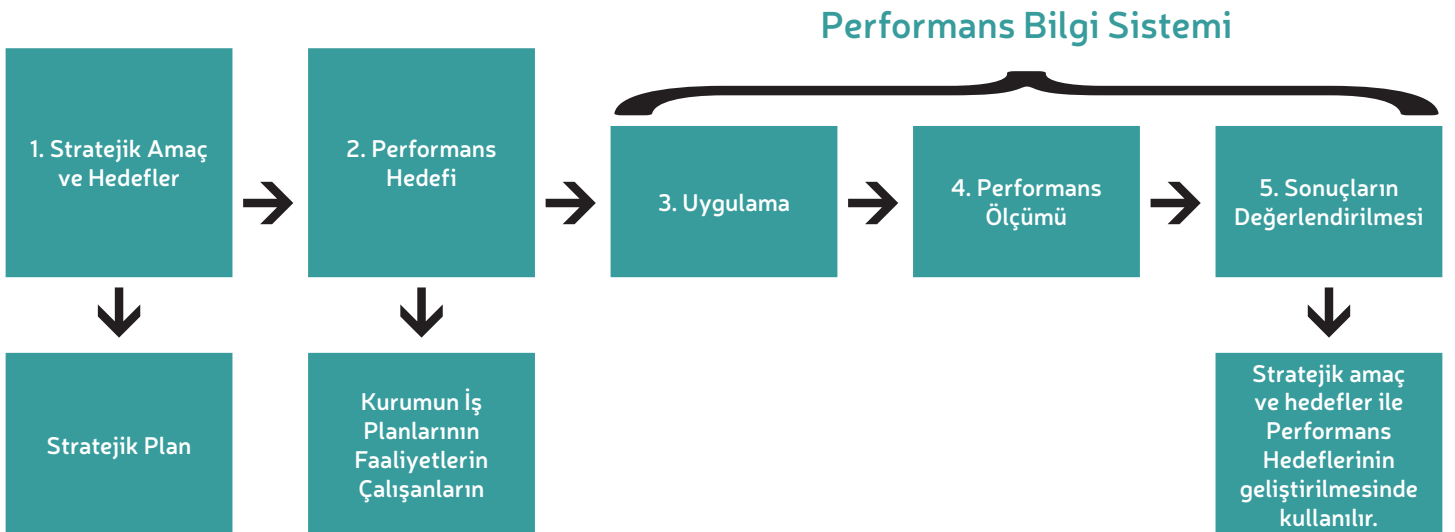 Performans Bilgi Sistemi
1. Stratejik Amaç
ve Hedefler
2. Performans
Hedefi
3. Uygulama
4. Performans
Ölçümü
5. Sonuçların
Değerlendirilmesi
Stratejik Plan
Kurumun İş
Planlarının
Faaliyetlerin
Çalışanların
Stratejik amaç
ve hedefler ile
Performans
Hedeflerinin
geliştirilmesinde
kullanılır.